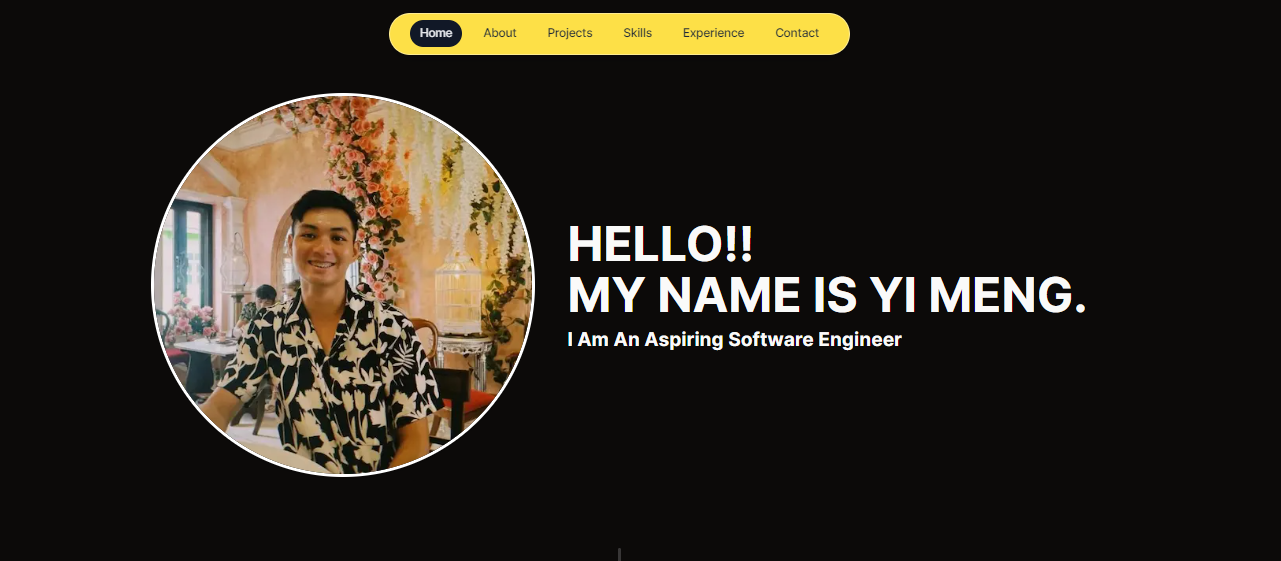 Home About Projects Skills Experience Contact
HELLO!!
MY NAME IS YI MENG.
I Am An Aspiring Software Engineer